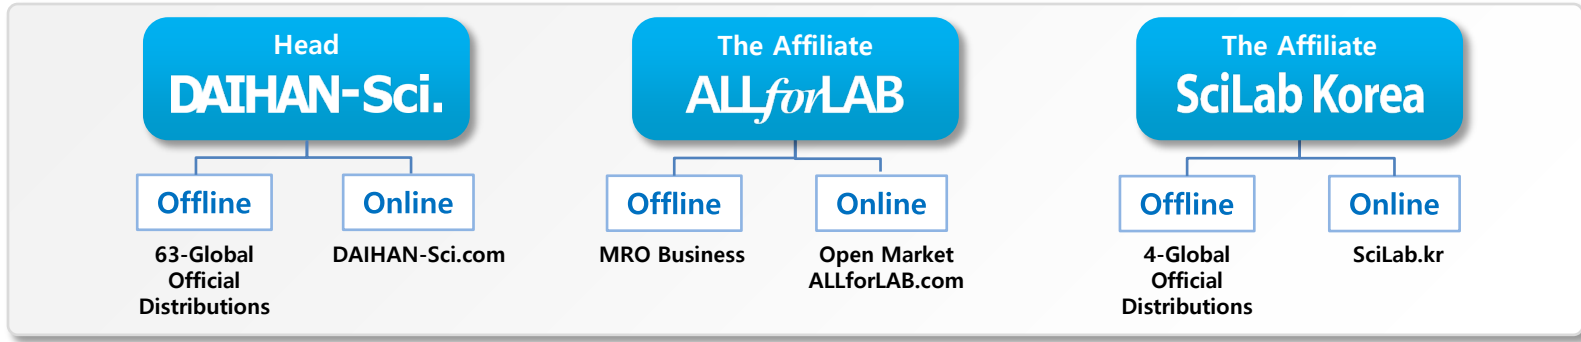 Head
DAIHAN-Sci.
Offline
63-Global
Official
Distributions
Online
DAIHAN-Sci.com
The Affiliate
ALLforLAB
Offline
MRO Business
Online
Open Market
ALLforLAB.com
The Affiliate
SciLab Korea
Offline
4-Global
Official
Distributions
Online
SciLab.kr